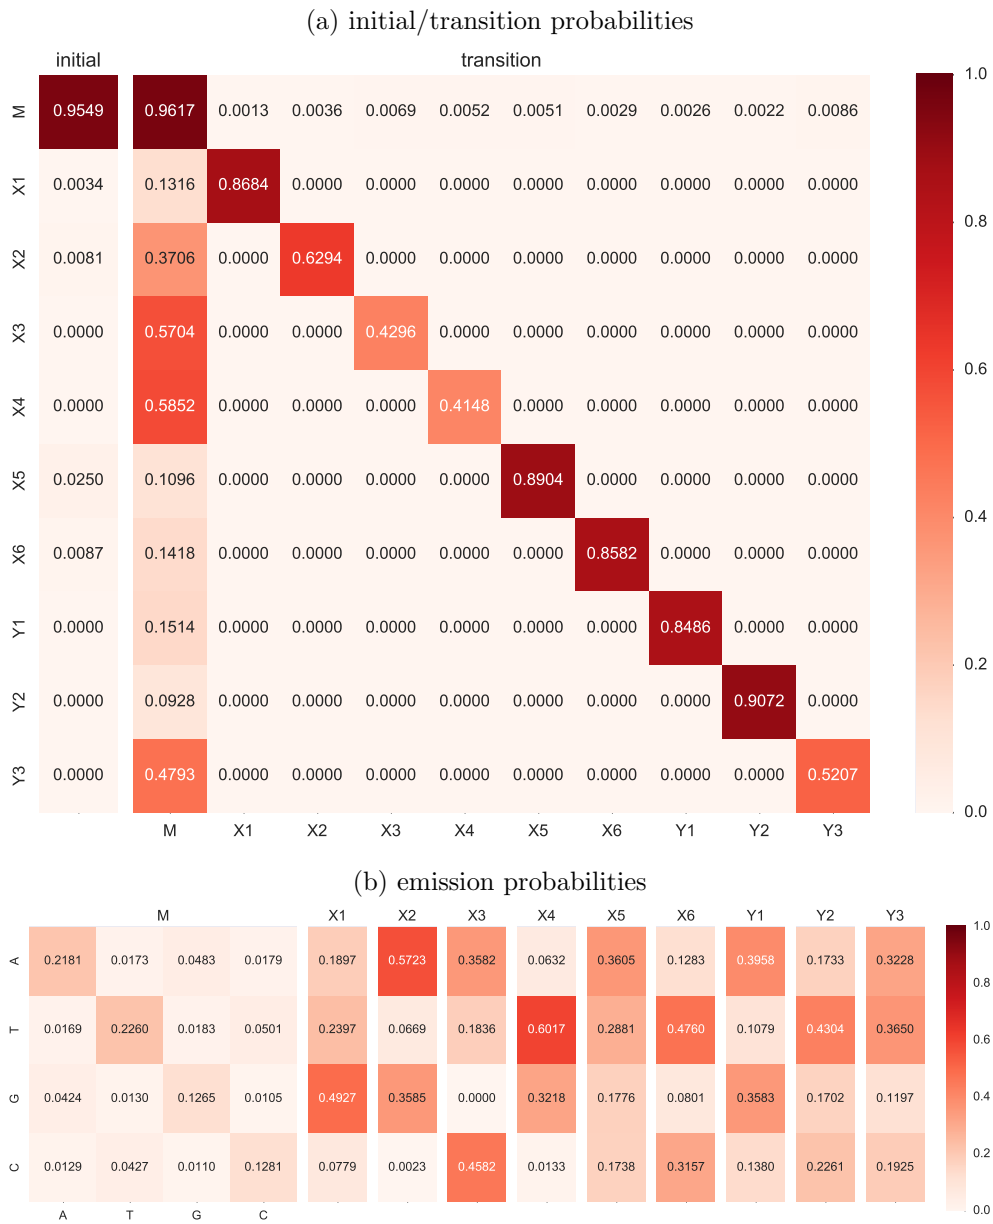 (a) initial/transition probabilities
initial transition
M 0.9549 0.9617 0.0013 0.0036 0.0069 0.0052 0.0051 0.0029 0.0026 0.0022 0.0086
X1 0.0034 0.1316 0.8684 0.0000 0.0000 0.0000 0.0000 0.0000 0.0000 0.0000 0.0000
X2 0.0081 0.3706 0.0000 0.6294 0.0000 0.0000 0.0000 0.0000 0.0000 0.0000 0.0000
X3 0.0000 0.5704 0.0000 0.0000 0.4296 0.0000 0.0000 0.0000 0.0000 0.0000 0.0000
X4 0.0000 0.5852 0.0000 0.0000 0.0000 0.4148 0.0000 0.0000 0.0000 0.0000 0.0000
X5 0.0250 0.1096 0.0000 0.0000 0.0000 0.0000 0.8904 0.0000 0.0000 0.0000 0.0000
X6 0.0087 0.1418 0.0000 0.0000 0.0000 0.0000 0.0000 0.8582 0.0000 0.0000 0.0000
Y1 0.0000 0.1514 0.0000 0.0000 0.0000 0.0000 0.0000 0.0000 0.8486 0.0000 0.0000
Y2 0.0000 0.0928 0.0000 0.0000 0.0000 0.0000 0.0000 0.0000 0.0000 0.9072 0.0000
Y3 0.0000 0.4793 0.0000 0.0000 0.0000 0.0000 0.0000 0.0000 0.0000 0.0000 0.5207
M X1 X2 X3 X4 X5 X6 Y1 Y2 Y3
1.0
0.8
0.6
0.4
0.2
0.0
(b) emission probabilities
M X1 X2 X3 X4 X5 X6 Y1 Y2 Y3
A 0.2181 0.0173 0.0483 0.0179 0.1897 0.5723 0.3582 0.0632 0.3605 0.1283 0.3958 0.1733 0.3228
T 0.0169 0.2260 0.0183 0.0501 0.2397 0.0669 0.1836 0.6017 0.2881 0.4760 0.1079 0.4304 0.3650
G 0.0424 0.0130 0.1265 0.0105 0.4927 0.3585 0.0000 0.3218 0.1776 0.0801 0.3583 0.1702 0.1197
C 0.0129 0.0427 0.0110 0.1281 0.0779 0.0023 0.4582 0.0133 0.1738 0.3157 0.1380 0.2261 0.1925
A T G C
1.0
0.8
0.6
0.4
0.2
0.0